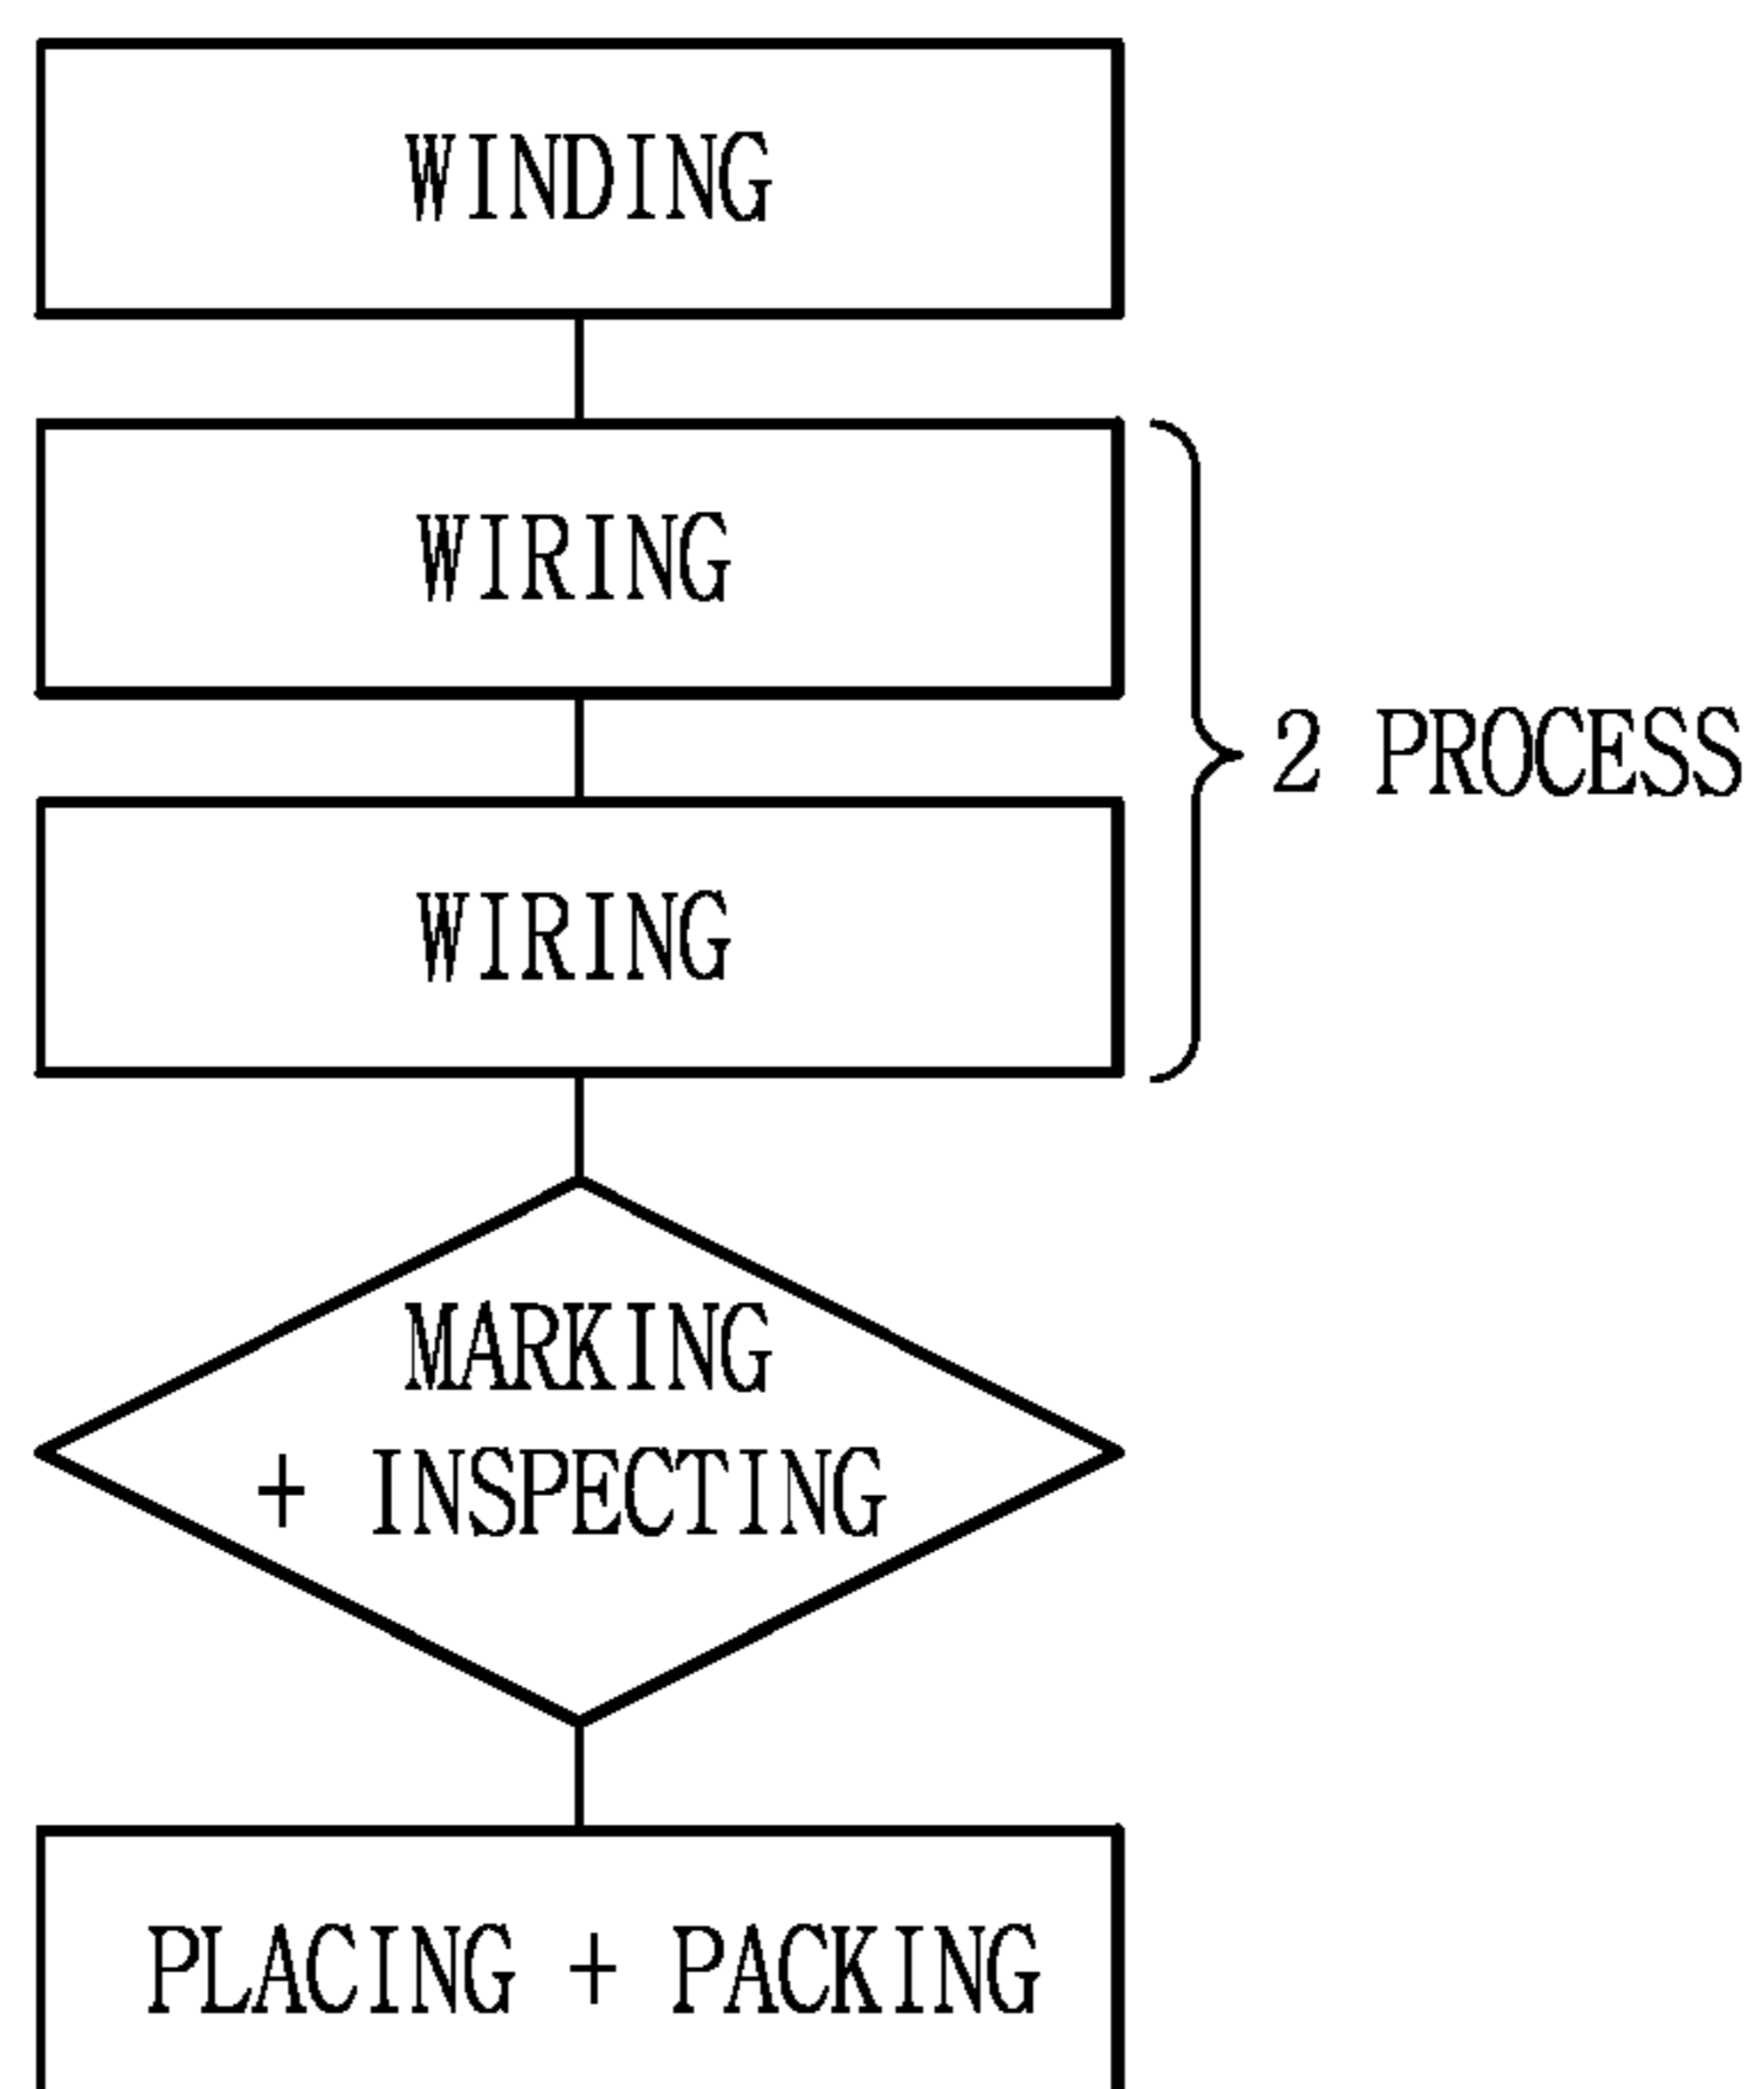 WINDING
WIRING
2 PROCESS
WIRING
MARKING
+ INSPECTING
PLACING + PACKING